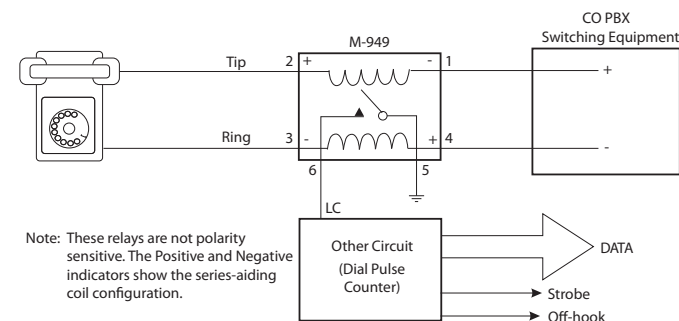 CO PBX
Switching Equipment
M-949
Tip
2
+
-
1
+
Ring
3
-
+
4
-
6
5
LC
Note: These relays are not polarity
sensitive. The Positive and Negative
indicators show the series-aiding
coil configuration.
Other Circuit
(Dial Pulse
Counter)
DATA
Strobe
Off-hook